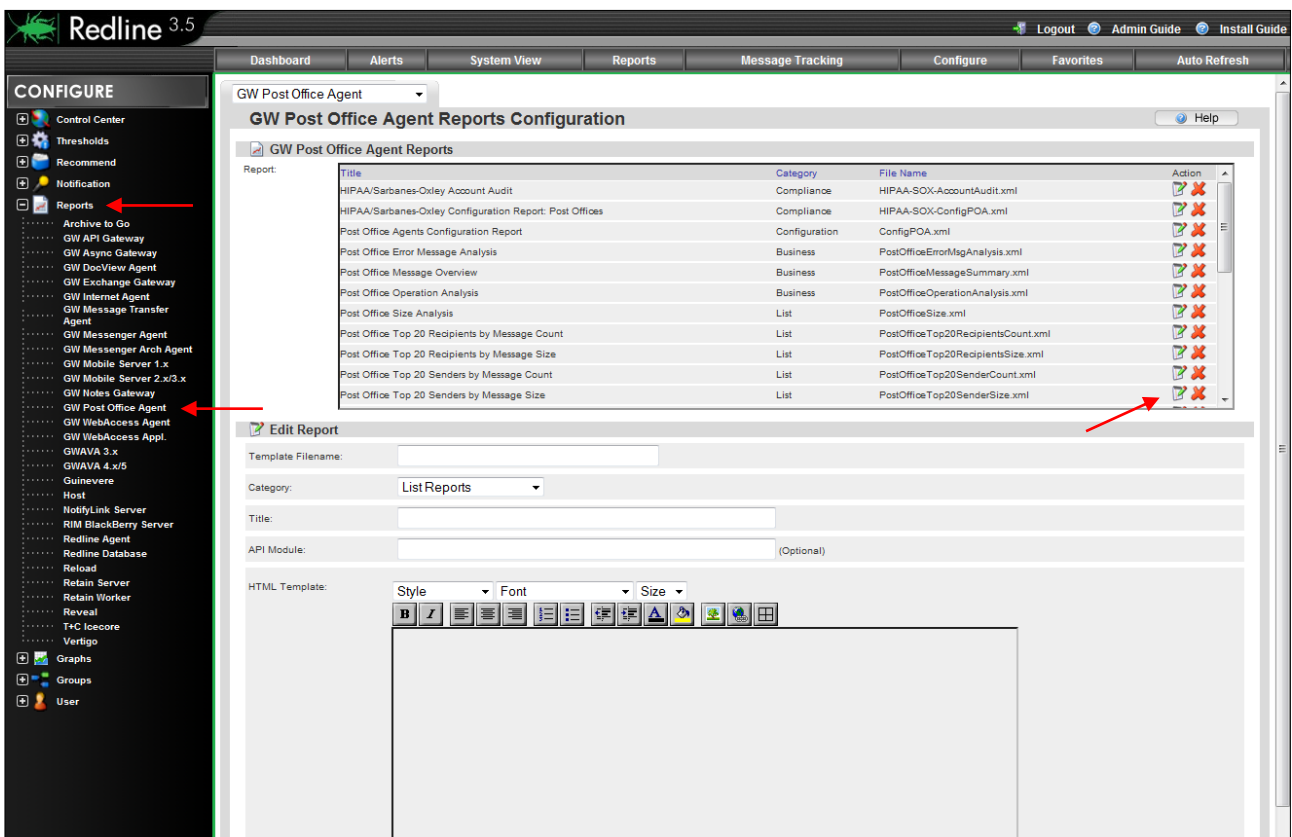 Redline 3.5
Logout Admin Guide Install Guide
Dashboard Alerts System View Reports Message Tracking Configure Favorites Auto Refresh
CONFIGURE
Control Center
Thresholds
Recommend
Notification
Reports
Archive to Go
GW API Gateway
GW Async Gateway
GW DocView Agent
GW Exchange Gateway
GW Internet Agent
GW Message Transfer
Agent
GW Messenger Agent
GW Messenger Arch Agent
GW Mobile Server 1.x
GW Mobile Server 2.x/3.x
GW Notes Gateway
GW Post Office Agent
GW WebAccess Agent
GW WebAccess Appl.
GWAVA 3.x
GWAVA 4.x/5
Guinevere
Host
NotifyLink Server
RIM BlackBerry Server
Redline Agent
Redline Database
Reload
Retain Server
Retain Worker
Reveal
T+C Icecore
Vertigo
Graphs
Groups
User
GW Post Office Agent
GW Post Office Agent Reports Configuration
Help
GW Post Office Agent Reports
Report:
Title Category File Name Action
HIPAA/Sarbanes-Oxley Account Audit Compliance HIPAA-SOX-AccountAudit.xml
HIPAA/Sarbanes-Oxley Configuration Report: Post Offices Compliance HIPAA-SOX-ConfigPOA.xml
Post Office Agents Configuration Report Configuration ConfigPOA.xml
Post Office Error Message Analysis Business PostOfficeErrorMsgAnalysis.xml
Post Office Message Overview Business PostOfficeMessageSummary.xml
Post Office Operation Analysis Business PostOfficeOperationAnalysis.xml
Post Office Size Analysis List PostOfficeSize.xml
Post Office Top 20 Recipients by Message Count List PostOfficeTop20RecipientsCount.xml
Post Office Top 20 Recipients by Message Size List PostOfficeTop20RecipientsSize.xml
Post Office Top 20 Senders by Message Count List PostOfficeTop20SenderCount.xml
Post Office Top 20 Senders by Message Size List PostOfficeTop20SenderSize.xml
Edit Report
Template Filename:
Category: List Reports
Title:
API Module: (Optional)
HTML Template: Style Font Size
B I A